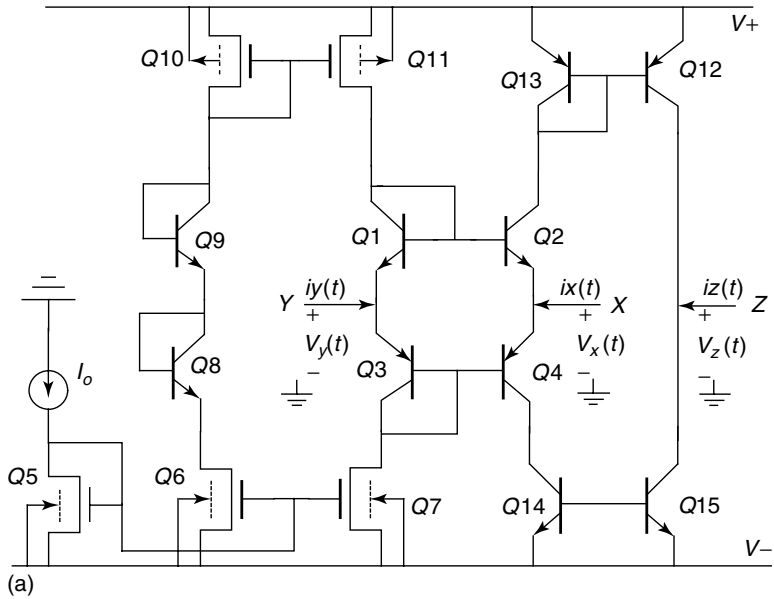 V+
Q10
Q11
Q13
Q12
Q9
Q1
Q2
Y
iy(t)
+
Vy(t)
–
ix(t)
X
+
Vx(t)
–
iz(t)
Z
+
Vz(t)
–
Io
Q8
Q3
Q4
Q5
Q6
Q7
Q14
Q15
V–
(a)